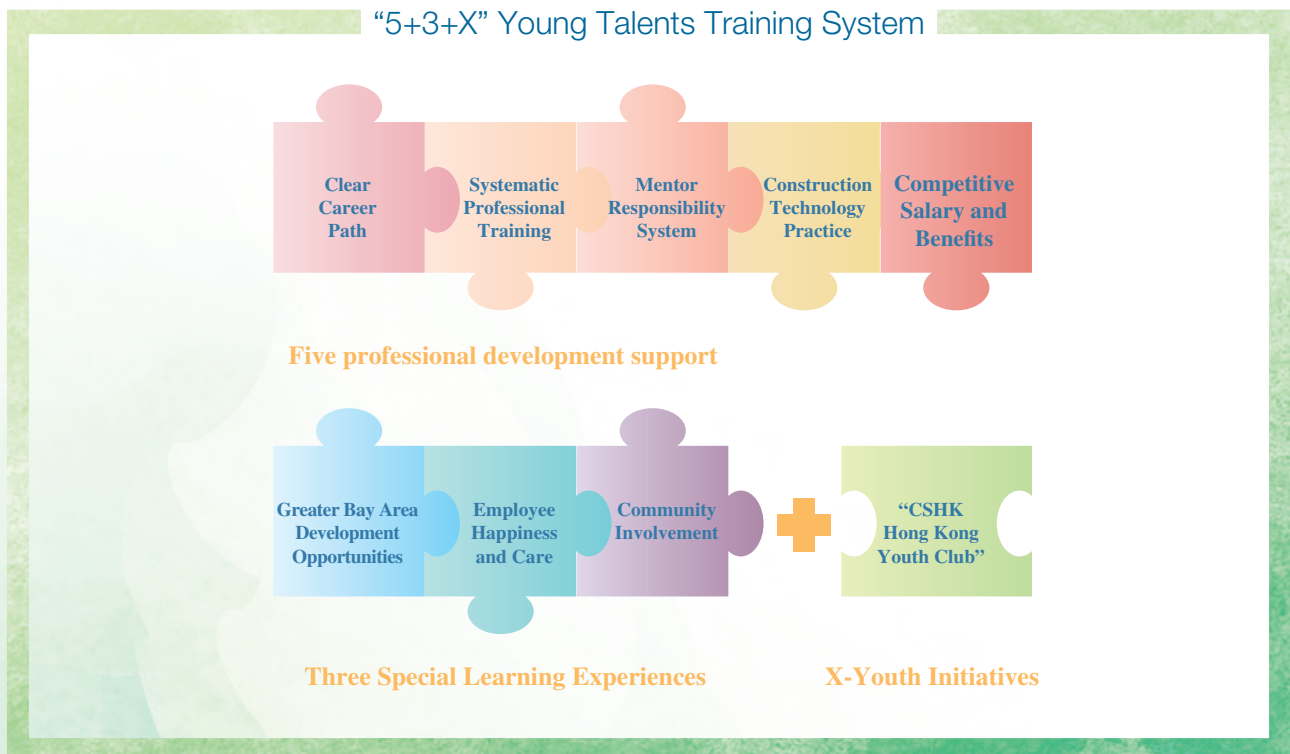 “5+3+X” Young Talents Training System
Clear
Career
Path
Systematic
Professional
Training
Mentor
Responsibility
System
Construction
Technology
Practice
Competitive
Salary and
Benefits
Five professional development support
Greater Bay Area
Development
Opportunities
Employee
Happiness
and Care
Community
Involvement
“CSHK
Hong Kong
Youth Club”
Three Special Learning Experiences
X-Youth Initiatives